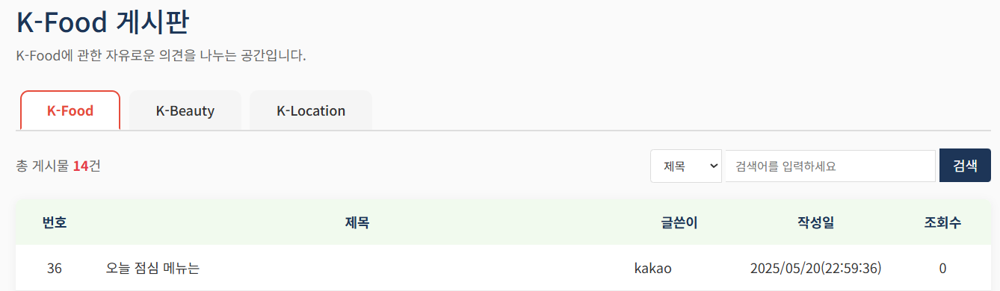 K-Food 게시판
K-Food에 관한 자유로운 의견을 나누는 공간입니다.
K-Food K-Beauty K-Location
총 게시물 14건 제목 검색어를 입력하세요 검색
번호 제목 글쓴이 작성일 조회수
36 오늘 점심 메뉴는 kakao 2025/05/20(22:59:36) 0